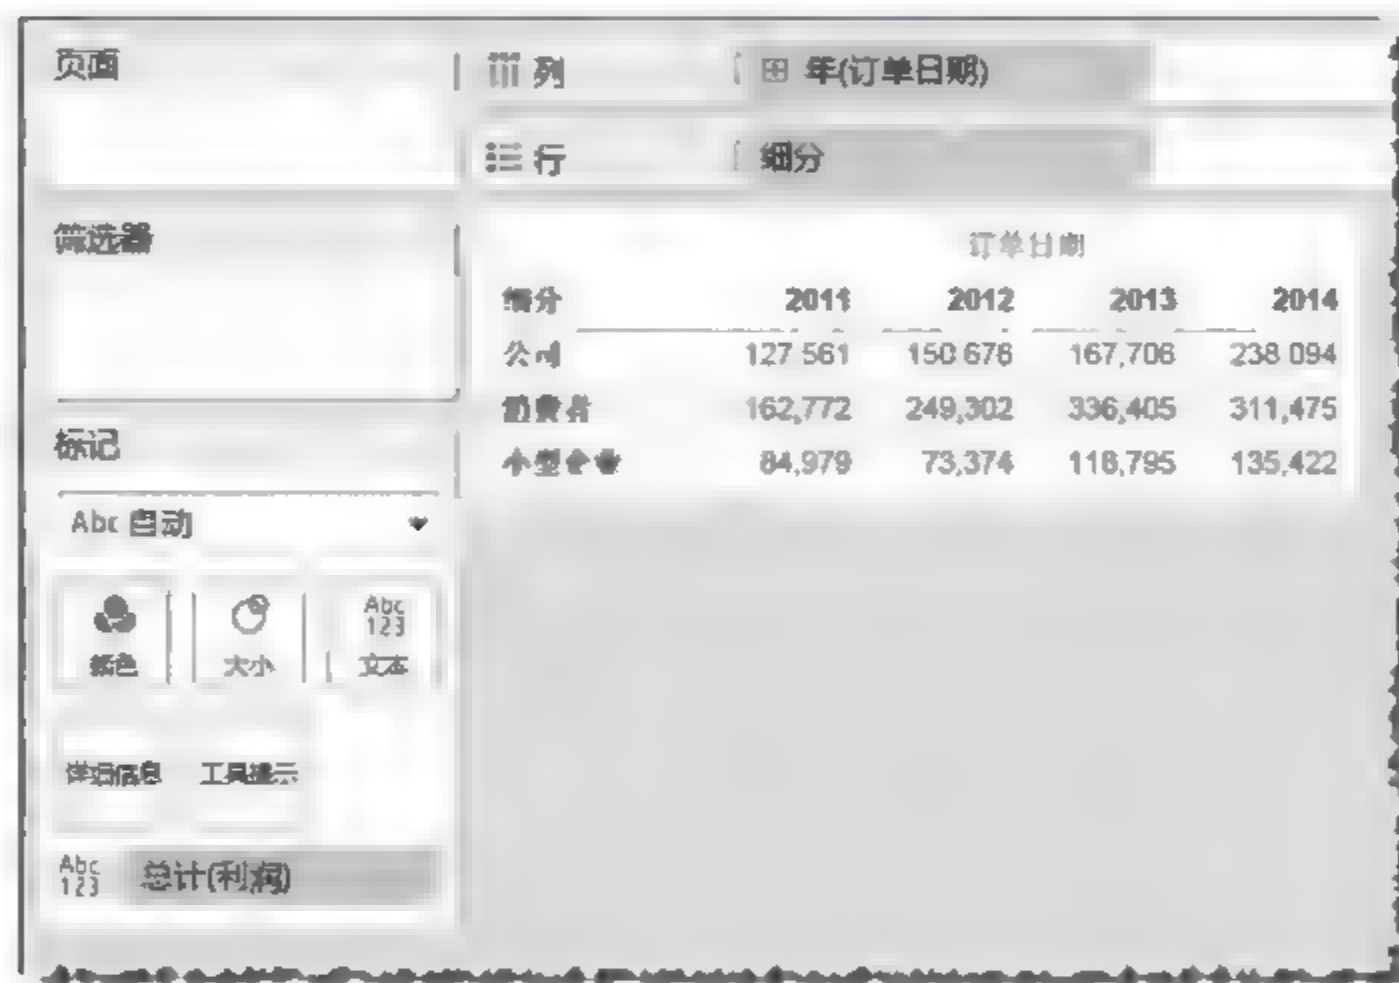 页面
列 年(订单日期)
行 细分
筛选器
订单日期
细分 2011 2012 2013 2014
公司 127,561 150,678 167,706 238,094
消费者 162,772 249,302 336,405 311,475
小型企业 84,979 73,374 118,795 135,422
标记
Abc 自动
颜色 大小 Abc 123 文本
详细信息 工具提示
Abc 123 总计(利润)